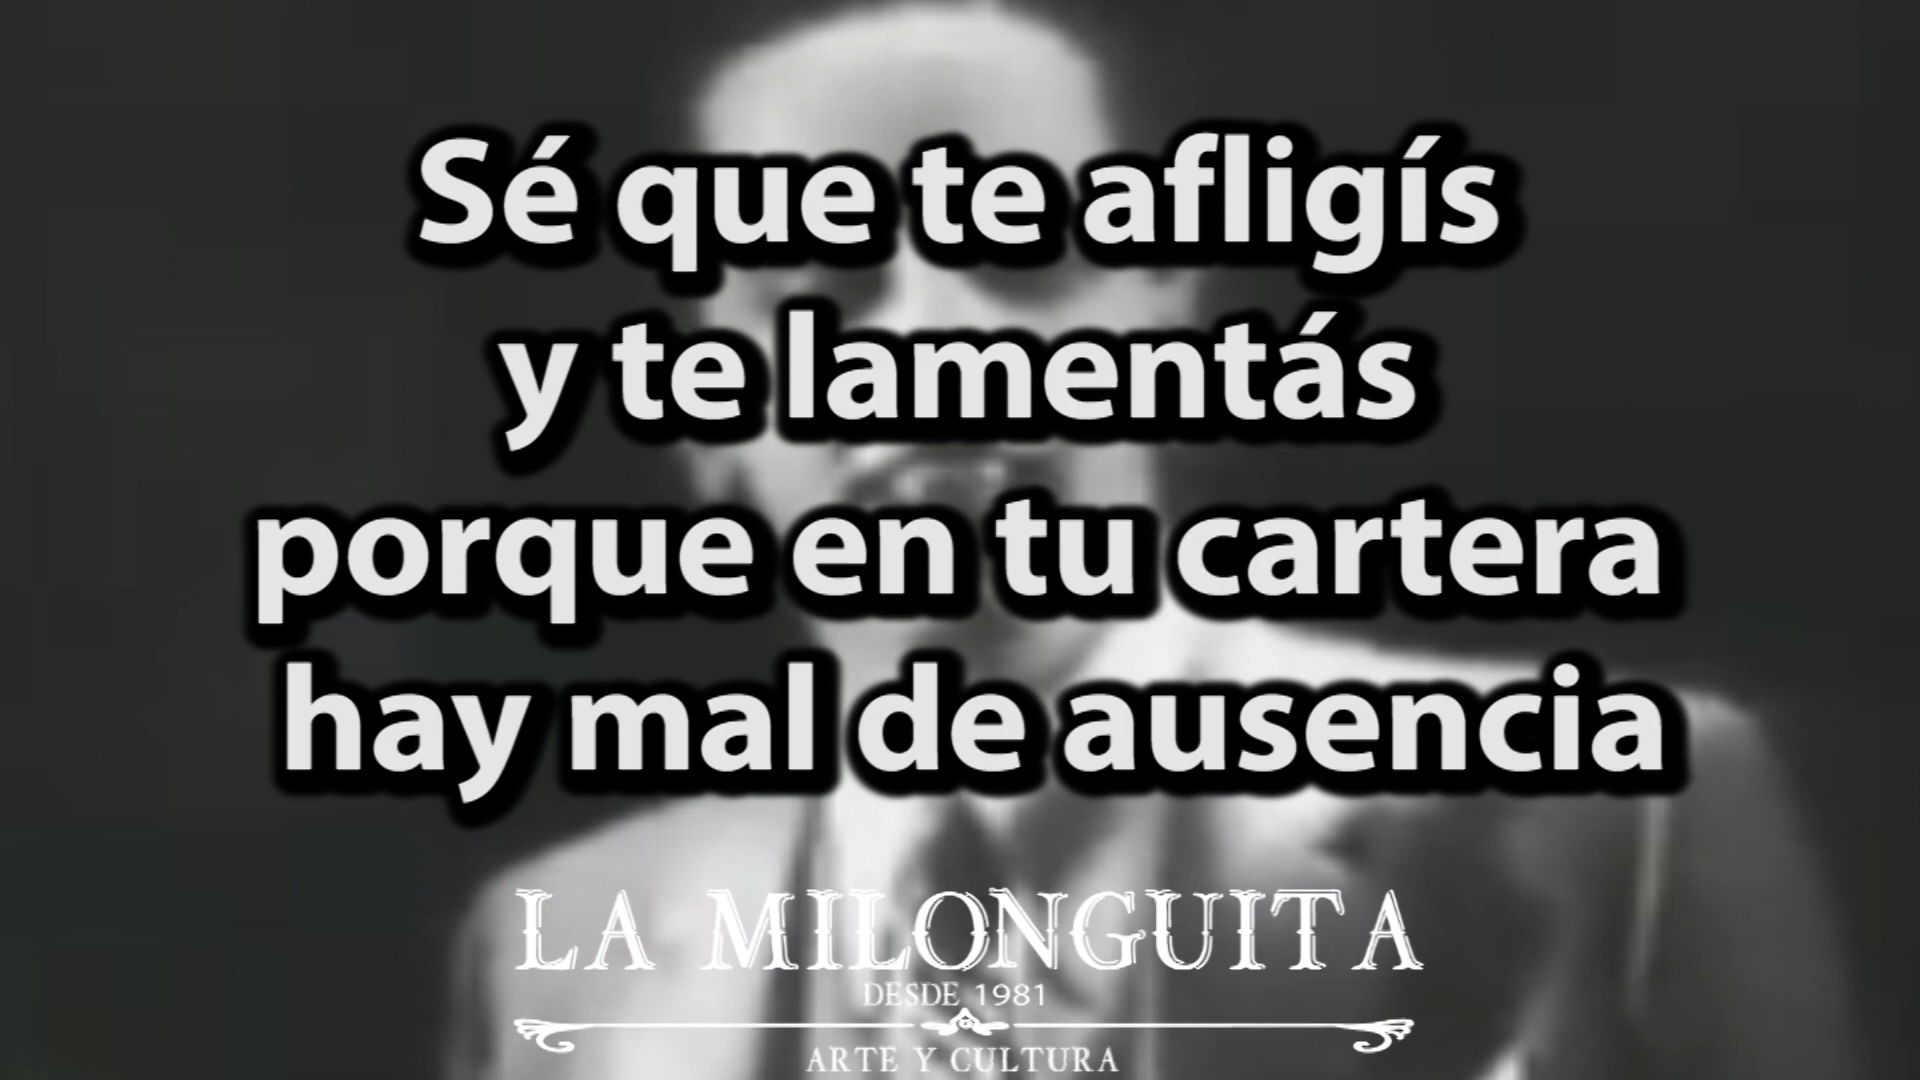 Sé que te afligís
y te lamentás
porque en tu cartera
hay mal de ausencia
LA MILONGUITA
DESDE 1981
ARTE Y CULTURA